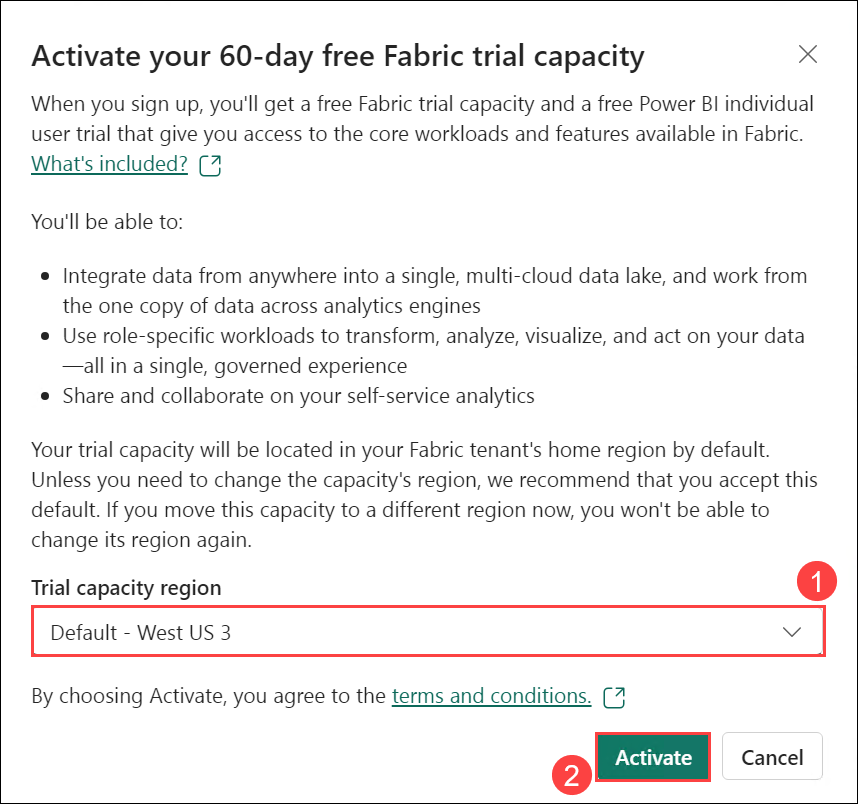 Activate your 60-day free Fabric trial capacity
When you sign up, you'll get a free Fabric trial capacity and a free Power BI individual
user trial that give you access to the core workloads and features available in Fabric.
What's included?
You'll be able to:
• Integrate data from anywhere into a single, multi-cloud data lake, and work from
the one copy of data across analytics engines
• Use role-specific workloads to transform, analyze, visualize, and act on your data
—all in a single, governed experience
• Share and collaborate on your self-service analytics
Your trial capacity will be located in your Fabric tenant's home region by default.
Unless you need to change the capacity's region, we recommend that you accept this
default. If you move this capacity to a different region now, you won't be able to
change its region again.
Trial capacity region
1
Default - West US 3
By choosing Activate, you agree to the terms and conditions.
2
Activate
Cancel